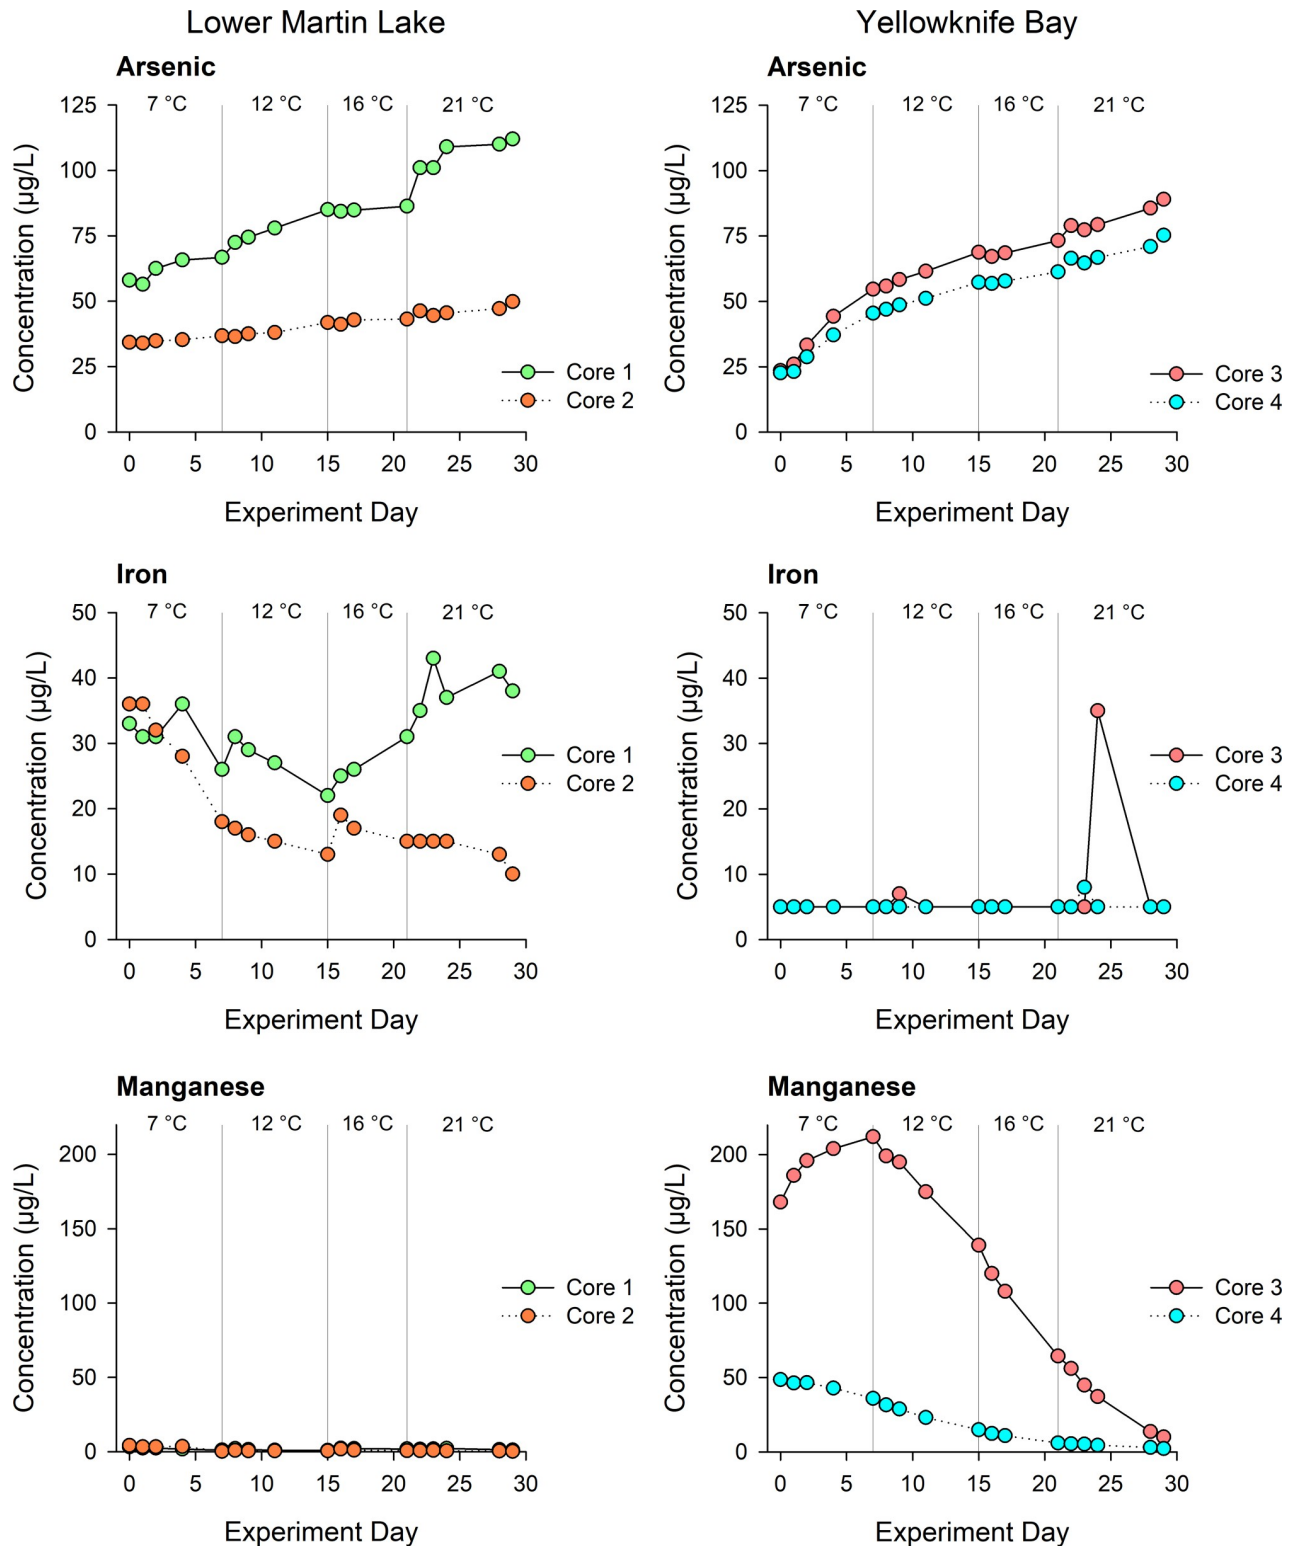 Lower Martin Lake
Yellowknife Bay
Arsenic
7 °C 12 °C 16 °C 21 °C
125
100
75
50
25
0
Concentration (µg/L)
0 5 10 15 20 25 30
Experiment Day
Core 1
Core 2
Arsenic
7 °C 12 °C 16 °C 21 °C
125
100
75
50
25
0
Concentration (µg/L)
0 5 10 15 20 25 30
Experiment Day
Core 3
Core 4
Iron
7 °C 12 °C 16 °C 21 °C
50
40
30
20
10
0
Concentration (µg/L)
0 5 10 15 20 25 30
Experiment Day
Core 1
Core 2
Iron
7 °C 12 °C 16 °C 21 °C
50
40
30
20
10
0
Concentration (µg/L)
0 5 10 15 20 25 30
Experiment Day
Core 3
Core 4
Manganese
7 °C 12 °C 16 °C 21 °C
200
150
100
50
0
Concentration (µg/L)
0 5 10 15 20 25 30
Experiment Day
Core 1
Core 2
Manganese
7 °C 12 °C 16 °C 21 °C
200
150
100
50
0
Concentration (µg/L)
0 5 10 15 20 25 30
Experiment Day
Core 3
Core 4